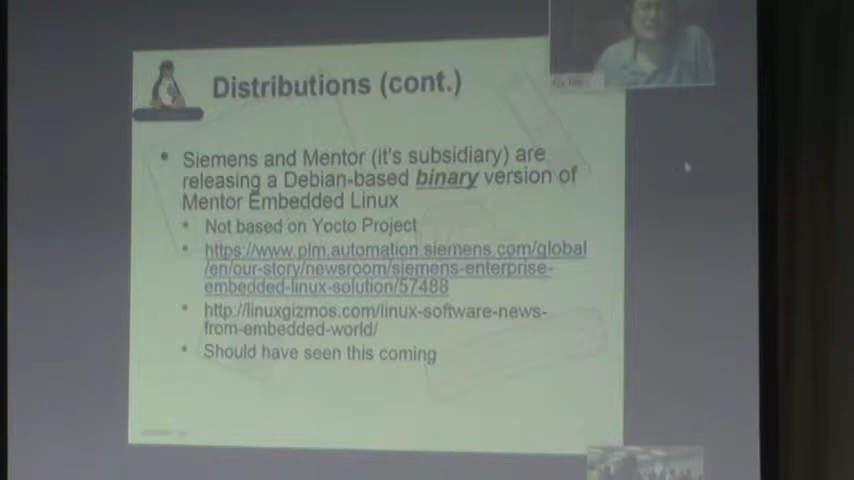 Distributions (cont.)
• Siemens and Mentor (it's subsidiary) are
releasing a Debian-based binary version of
Mentor Embedded Linux
• Not based on Yocto Project
• https://www.plm.automation.siemens.com/global
/en/our-story/newsroom/siemens-enterprise-
embedded-linux-solution/57488
• http://linuxgizmos.com/linux-software-news-
from-embedded-world/
• Should have seen this coming